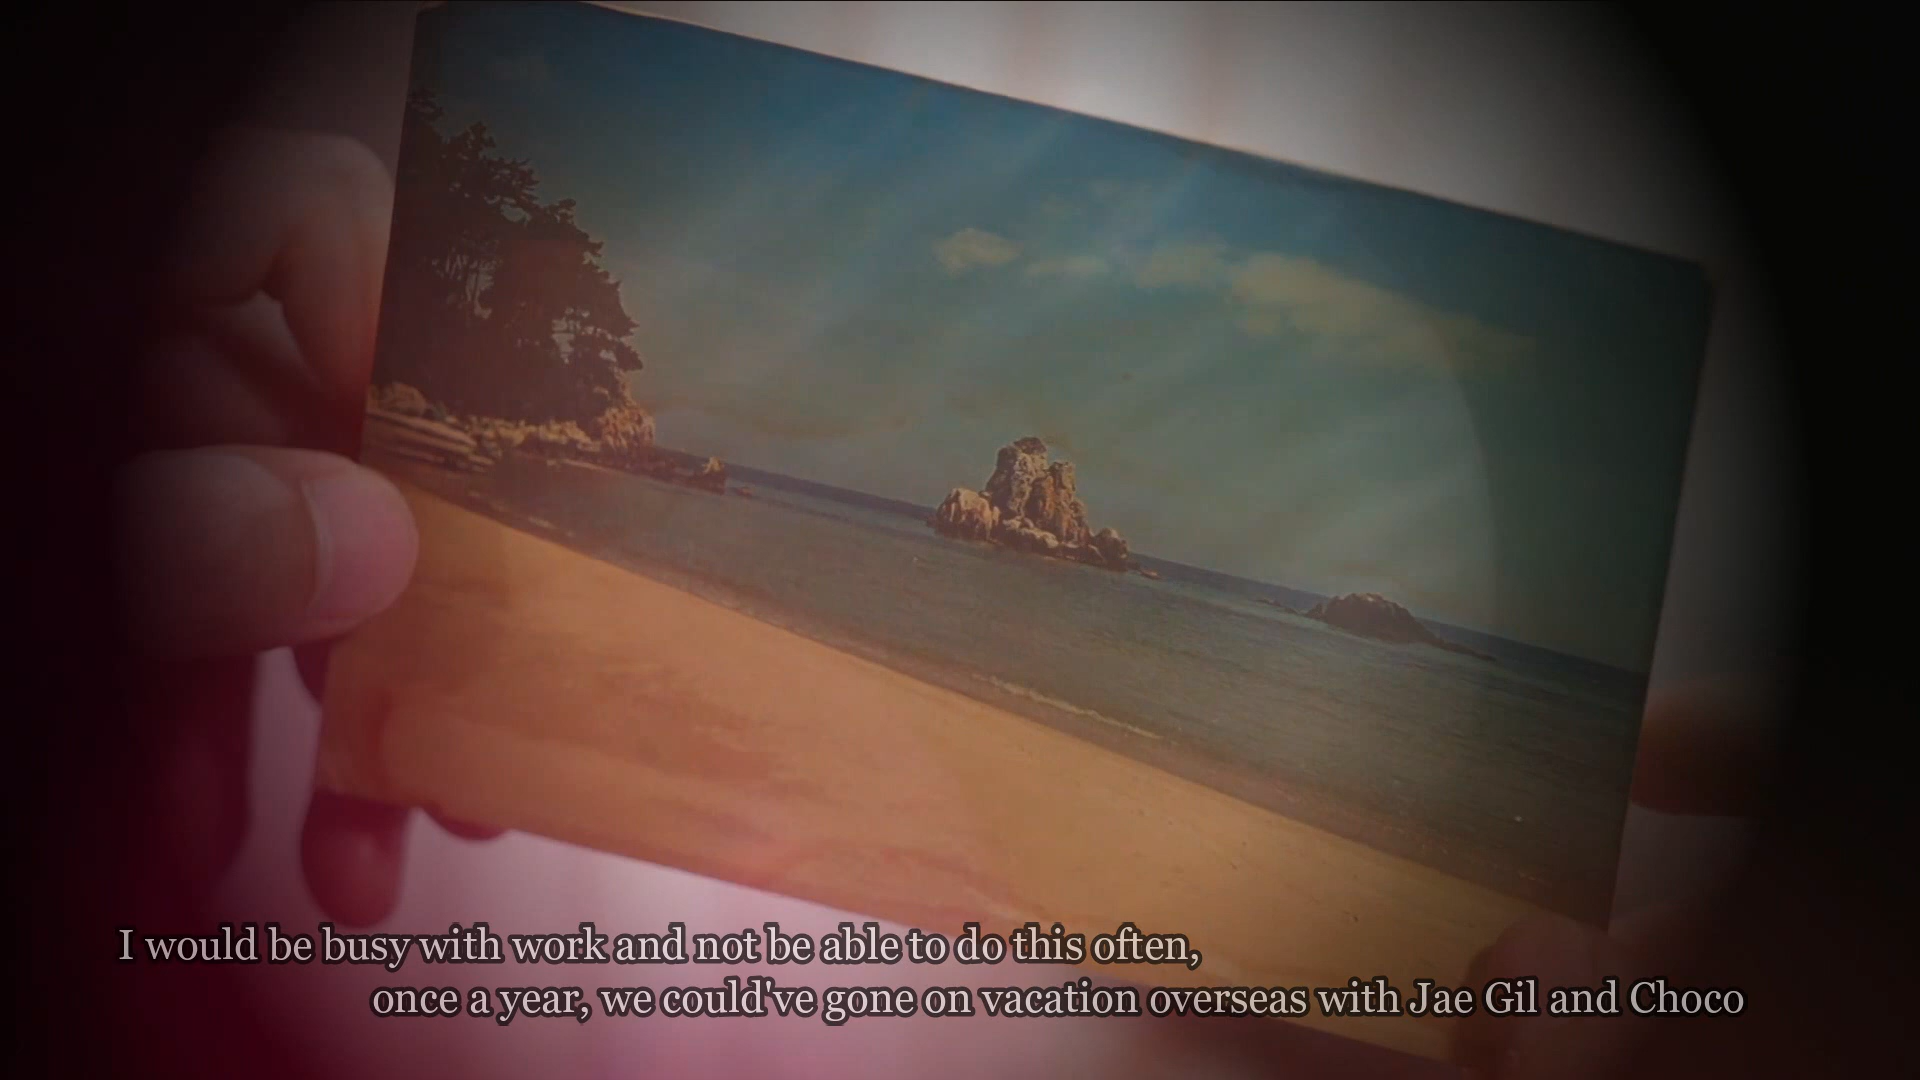 I would be busy with work and not be able to do this often,
once a year, we could've gone on vacation overseas with Jae Gil and Choco